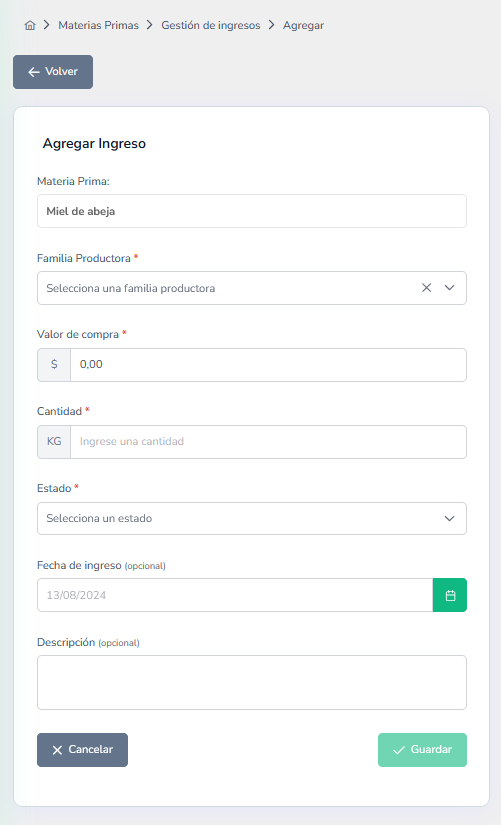 Materias Primas > Gestión de ingresos > Agregar
Volver
Agregar Ingreso
Materia Prima:
Miel de abeja
Familia Productora *
Selecciona una familia productora
Valor de compra *
$ 0,00
Cantidad *
KG Ingrese una cantidad
Estado *
Selecciona un estado
Fecha de ingreso (opcional)
13/08/2024
Descripción (opcional)
Cancelar Guardar